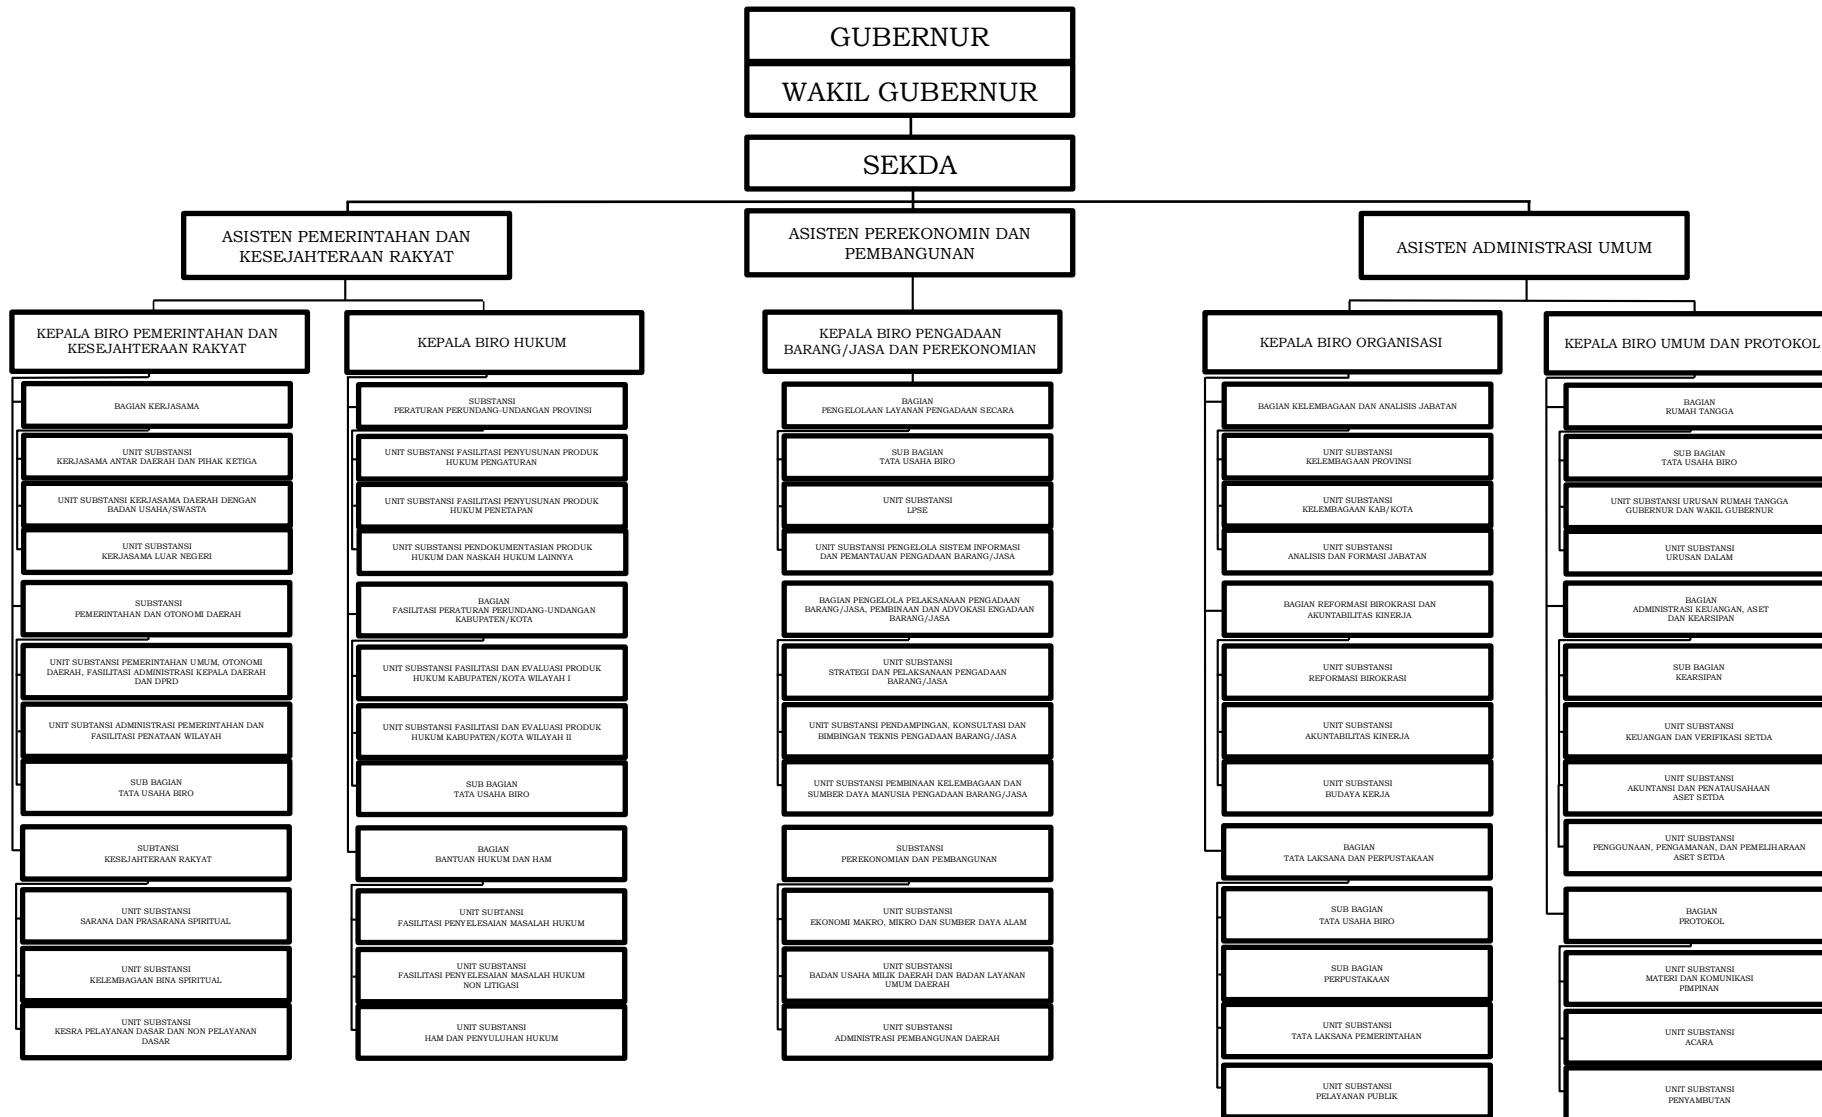 GUBERNUR
WAKIL GUBERNUR
SEKDA
ASISTEN PEMERINTAHAN DAN
KESEJAHTERAAN RAKYAT
ASISTEN PEREKONOMIN DAN
PEMBANGUNAN
ASISTEN ADMINISTRASI UMUM
KEPALA BIRO PEMERINTAHAN DAN
KESEJAHTERAAN RAKYAT
KEPALA BIRO HUKUM
KEPALA BIRO PENGADAAN
BARANG/JASA DAN PEREKONOMIAN
KEPALA BIRO ORGANISASI
KEPALA BIRO UMUM DAN PROTOKOL
BAGIAN KERJASAMA
UNIT SUBSTANSI
KERJASAMA ANTAR DAERAH DAN PIHAK KETIGA
UNIT SUBSTANSI KERJASAMA DAERAH DENGAN
BADAN USAHA/SWASTA
UNIT SUBSTANSI
KERJASAMA LUAR NEGERI
SUBSTANSI
PEMERINTAHAN DAN OTONOMI DAERAH
UNIT SUBSTANSI PEMERINTAHAN UMUM, OTONOMI
DAERAH, FASILITASI ADMINISTRASI KEPALA DAERAH
DAN DPRD
UNIT SUBTANSI ADMINISTRASI PEMERINTAHAN DAN
FASILITASI PENATAAN WILAYAH
SUB BAGIAN
TATA USAHA BIRO
SUBTANSI
KESEJAHTERAAN RAKYAT
UNIT SUBSTANSI
SARANA DAN PRASARANA SPIRITUAL
UNIT SUBSTANSI
KELEMBAGAAN BINA SPIRITUAL
UNIT SUBSTANSI
KESRA PELAYANAN DASAR DAN NON PELAYANAN
DASAR
SUBSTANSI
PERATURAN PERUNDANG-UNDANGAN PROVINSI
UNIT SUBSTANSI FASILITASI PENYUSUNAN PRODUK
HUKUM PENGATURAN
UNIT SUBSTANSI FASILITASI PENYUSUNAN PRODUK
HUKUM PENETAPAN
UNIT SUBSTANSI PENDOKUMENTASIAN PRODUK
HUKUM DAN NASKAH HUKUM LAINNYA
BAGIAN
FASILITASI PERATURAN PERUNDANG-UNDANGAN
KABUPATEN/KOTA
UNIT SUBSTANSI FASILITASI DAN EVALUASI PRODUK
HUKUM KABUPATEN/KOTA WILAYAH I
UNIT SUBSTANSI FASILITASI DAN EVALUASI PRODUK
HUKUM KABUPATEN/KOTA WILAYAH II
SUB BAGIAN
TATA USAHA BIRO
BAGIAN
BANTUAN HUKUM DAN HAM
UNIT SUBTANSI
FASILITASI PENYELESAIAN MASALAH HUKUM
UNIT SUBSTANSI
FASILITASI PENYELESAIAN MASALAH HUKUM
NON LITIGASI
UNIT SUBSTANSI
HAM DAN PENYULUHAN HUKUM
BAGIAN
PENGELOLAAN LAYANAN PENGADAAN SECARA
SUB BAGIAN
TATA USAHA BIRO
UNIT SUBSTANSI
LPSE
UNIT SUBSTANSI PENGELOLA SISTEM INFORMASI
DAN PEMANTAUAN PENGADAAN BARANG/JASA
BAGIAN PENGELOLA PELAKSANAAN PENGADAAN
BARANG/JASA, PEMBINAAN DAN ADVOKASI ENGADAAN
BARANG/JASA
UNIT SUBSTANSI
STRATEGI DAN PELAKSANAAN PENGADAAN
BARANG/JASA
UNIT SUBSTANSI PENDAMPINGAN, KONSULTASI DAN
BIMBINGAN TEKNIS PENGADAAN BARANG/JASA
UNIT SUBSTANSI PEMBINAAN KELEMBAGAAN DAN
SUMBER DAYA MANUSIA PENGADAAN BARANG/JASA
SUBSTANSI
PEREKONOMIAN DAN PEMBANGUNAN
UNIT SUBSTANSI
EKONOMI MAKRO, MIKRO DAN SUMBER DAYA ALAM
UNIT SUBSTANSI
BADAN USAHA MILIK DAERAH DAN BADAN LAYANAN
UMUM DAERAH
UNIT SUBSTANSI
ADMINISTRASI PEMBANGUNAN DAERAH
BAGIAN KELEMBAGAAN DAN ANALISIS JABATAN
UNIT SUBSTANSI
KELEMBAGAAN PROVINSI
UNIT SUBSTANSI
KELEMBAGAAN KAB/KOTA
UNIT SUBSTANSI
ANALISIS DAN FORMASI JABATAN
BAGIAN REFORMASI BIROKRASI DAN
AKUNTABILITAS KINERJA
UNIT SUBSTANSI
REFORMASI BIROKRASI
UNIT SUBSTANSI
AKUNTABILITAS KINERJA
UNIT SUBSTANSI
BUDAYA KERJA
BAGIAN
TATA LAKSANA DAN PERPUSTAKAAN
SUB BAGIAN
TATA USAHA BIRO
SUB BAGIAN
PERPUSTAKAAN
UNIT SUBSTANSI
TATA LAKSANA PEMERINTAHAN
UNIT SUBSTANSI
PELAYANAN PUBLIK
BAGIAN
RUMAH TANGGA
SUB BAGIAN
TATA USAHA BIRO
UNIT SUBSTANSI URUSAN RUMAH TANGGA
GUBERNUR DAN WAKIL GUBERNUR
UNIT SUBSTANSI
URUSAN DALAM
BAGIAN
ADMINISTRASI KEUANGAN, ASET
DAN KEARSIPAN
SUB BAGIAN
KEARSIPAN
UNIT SUBSTANSI
KEUANGAN DAN VERIFIKASI SETDA
UNIT SUBSTANSI
AKUNTANSI DAN PENATAUSAHAAN
ASET SETDA
UNIT SUBSTANSI
PENGGUNAAN, PENGAMANAN, DAN PEMELIHARAAN
ASET SETDA
BAGIAN
PROTOKOL
UNIT SUBSTANSI
MATERI DAN KOMUNIKASI
PIMPINAN
UNIT SUBSTANSI
ACARA
UNIT SUBSTANSI
PENYAMBUTAN